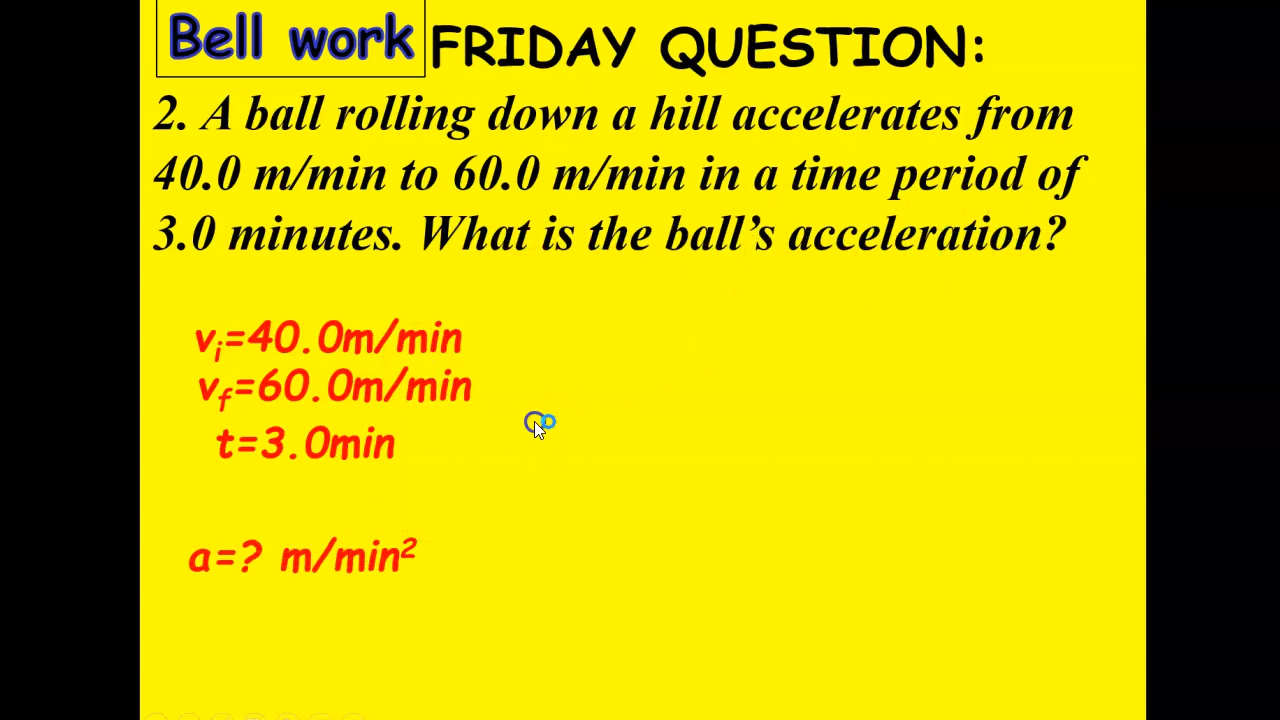 Bell work FRIDAY QUESTION:
2. A ball rolling down a hill accelerates from
40.0 m/min to 60.0 m/min in a time period of
3.0 minutes. What is the ball’s acceleration?
vᵢ=40.0m/min
v_f=60.0m/min
t=3.0min
a=? m/min²